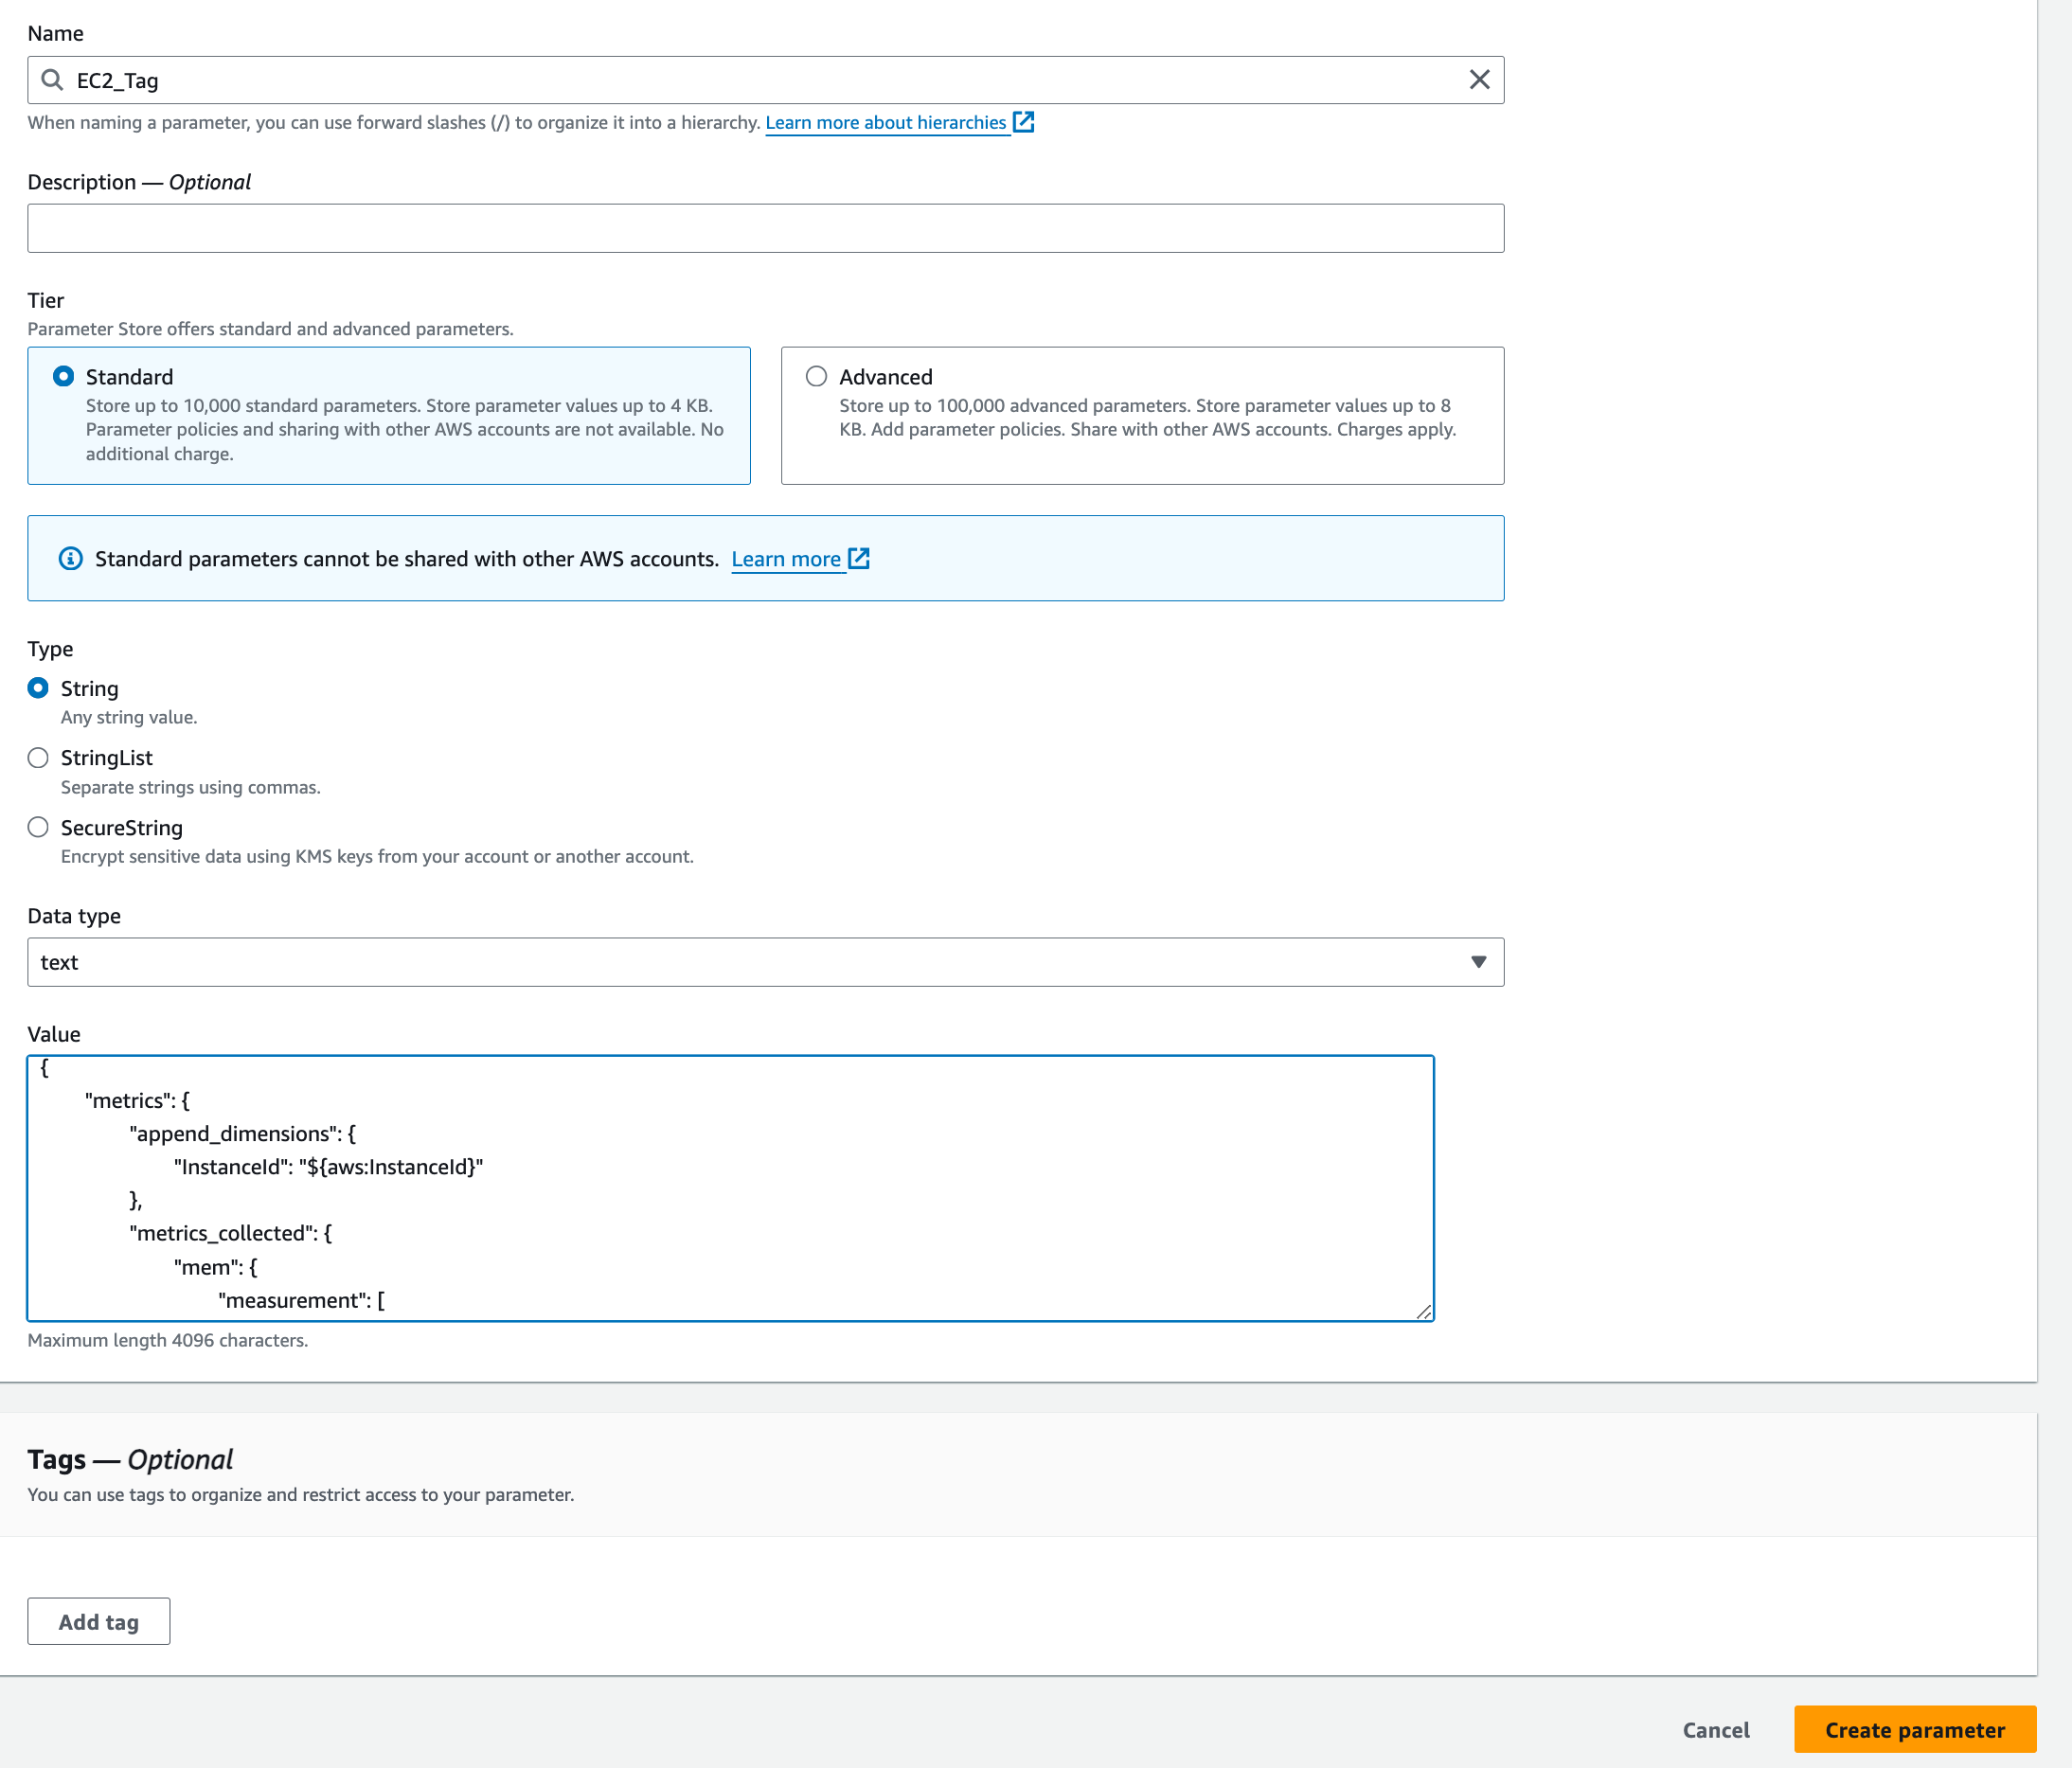 Name
EC2_Tag
When naming a parameter, you can use forward slashes (/) to organize it into a hierarchy. Learn more about hierarchies
Description — Optional
Tier
Parameter Store offers standard and advanced parameters.
Standard
Store up to 10,000 standard parameters. Store parameter values up to 4 KB.
Parameter policies and sharing with other AWS accounts are not available. No
additional charge.
Advanced
Store up to 100,000 advanced parameters. Store parameter values up to 8
KB. Add parameter policies. Share with other AWS accounts. Charges apply.
Standard parameters cannot be shared with other AWS accounts. Learn more
Type
String
Any string value.
StringList
Separate strings using commas.
SecureString
Encrypt sensitive data using KMS keys from your account or another account.
Data type
text
Value
{
"metrics": {
"append_dimensions": {
"InstanceId": "${aws:InstanceId}"
},
"metrics_collected": {
"mem": {
"measurement": [
Maximum length 4096 characters.
Tags — Optional
You can use tags to organize and restrict access to your parameter.
Add tag
Cancel
Create parameter